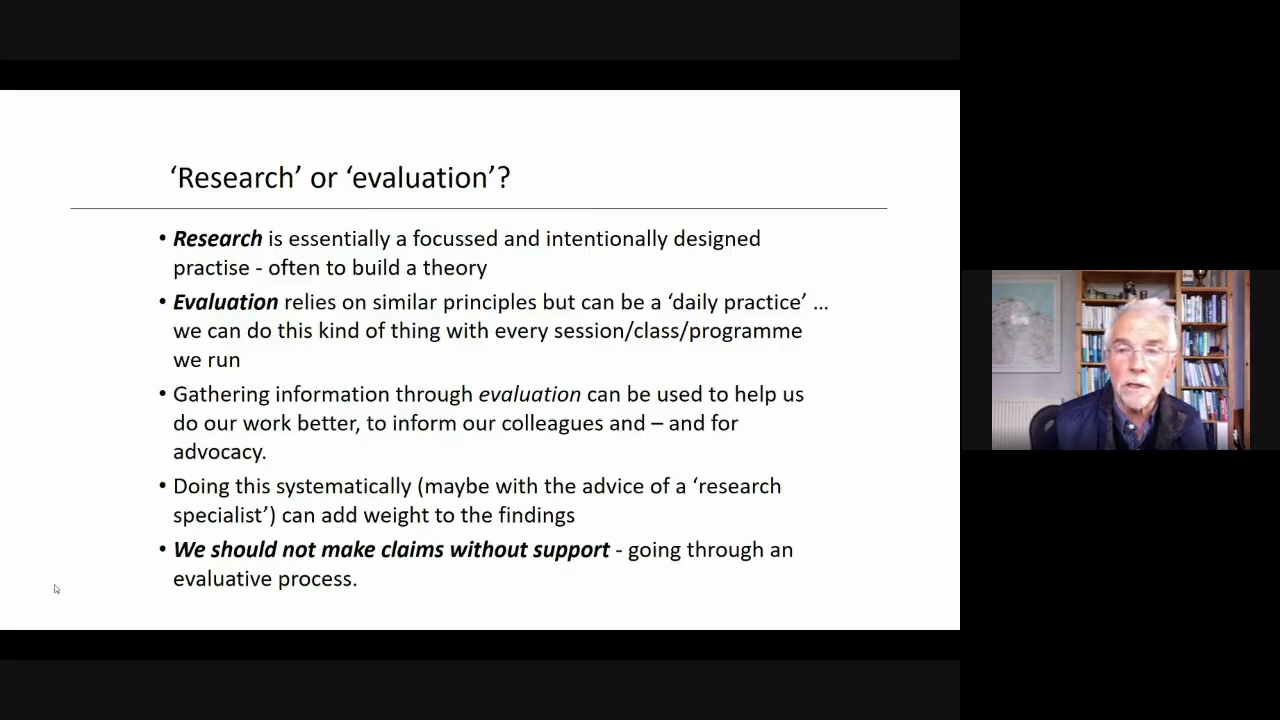 ‘Research’ or ‘evaluation’?
• Research is essentially a focussed and intentionally designed
practise - often to build a theory
• Evaluation relies on similar principles but can be a ‘daily practice’ …
we can do this kind of thing with every session/class/programme
we run
• Gathering information through evaluation can be used to help us
do our work better, to inform our colleagues and – and for
advocacy.
• Doing this systematically (maybe with the advice of a ‘research
specialist’) can add weight to the findings
• We should not make claims without support - going through an
evaluative process.